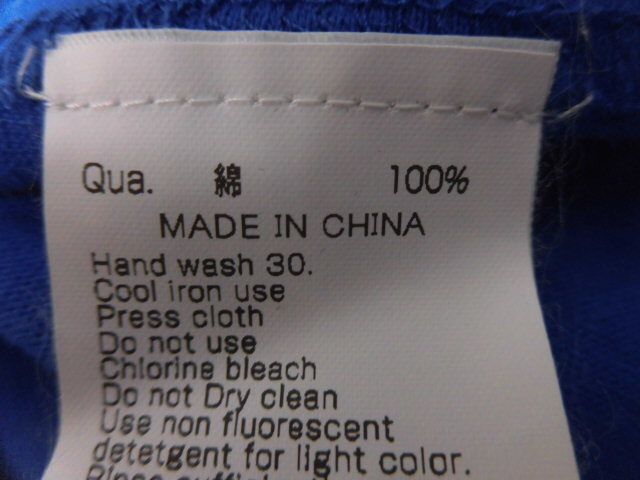 Qua. 綿 100%
MADE IN CHINA
Hand wash 30.
Cool iron use
Press cloth
Do not use
Chlorine bleach
Do not Dry clean
Use non fluorescent
detetgent for light color.